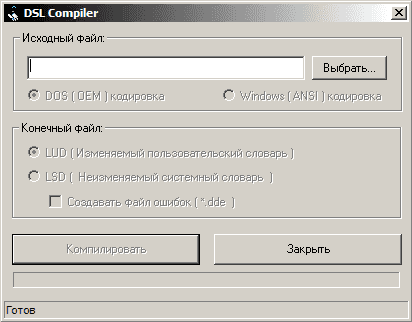 DSL Compiler
Исходный файл:
Выбрать...
DOS ( OEM ) кодировка Windows ( ANSI ) кодировка
Конечный файл:
LUD ( Изменяемый пользовательский словарь )
LSD ( Неизменяемый системный словарь )
Создавать файл ошибок ( *.dde )
Компилировать Закрыть
Готов